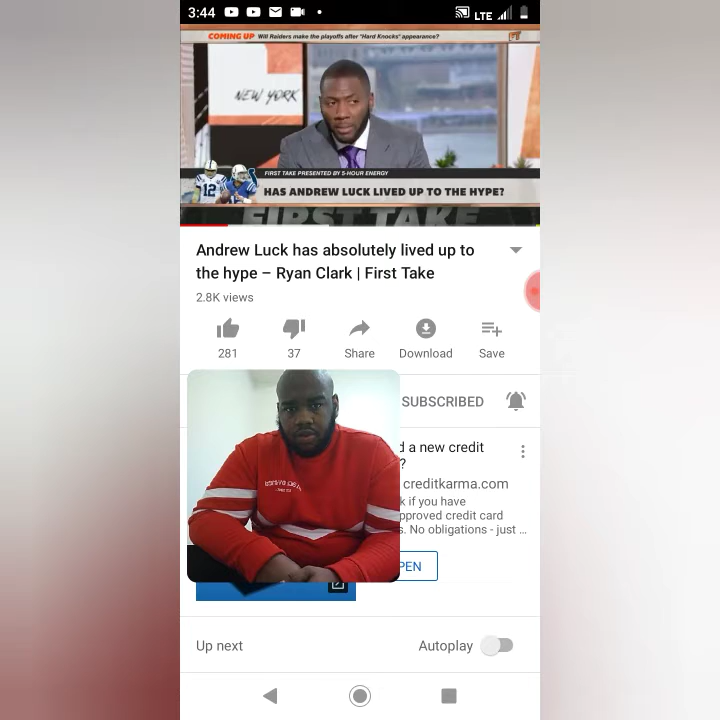 3:44
LTE
COMING UP Will Raiders make the playoffs after "Hard Knocks" appearance?
FT
NEW YORK
FIRST TAKE PRESENTED BY 5-HOUR ENERGY
12
HAS ANDREW LUCK LIVED UP TO THE HYPE?
FIRST TAKE
Andrew Luck has absolutely lived up to
the hype – Ryan Clark | First Take
2.8K views
281
37
Share
Download
Save
SUBSCRIBED
d a new credit
?
creditkarma.com
k if you have
pproved credit card
s. No obligations - just ...
PEN
Up next
Autoplay